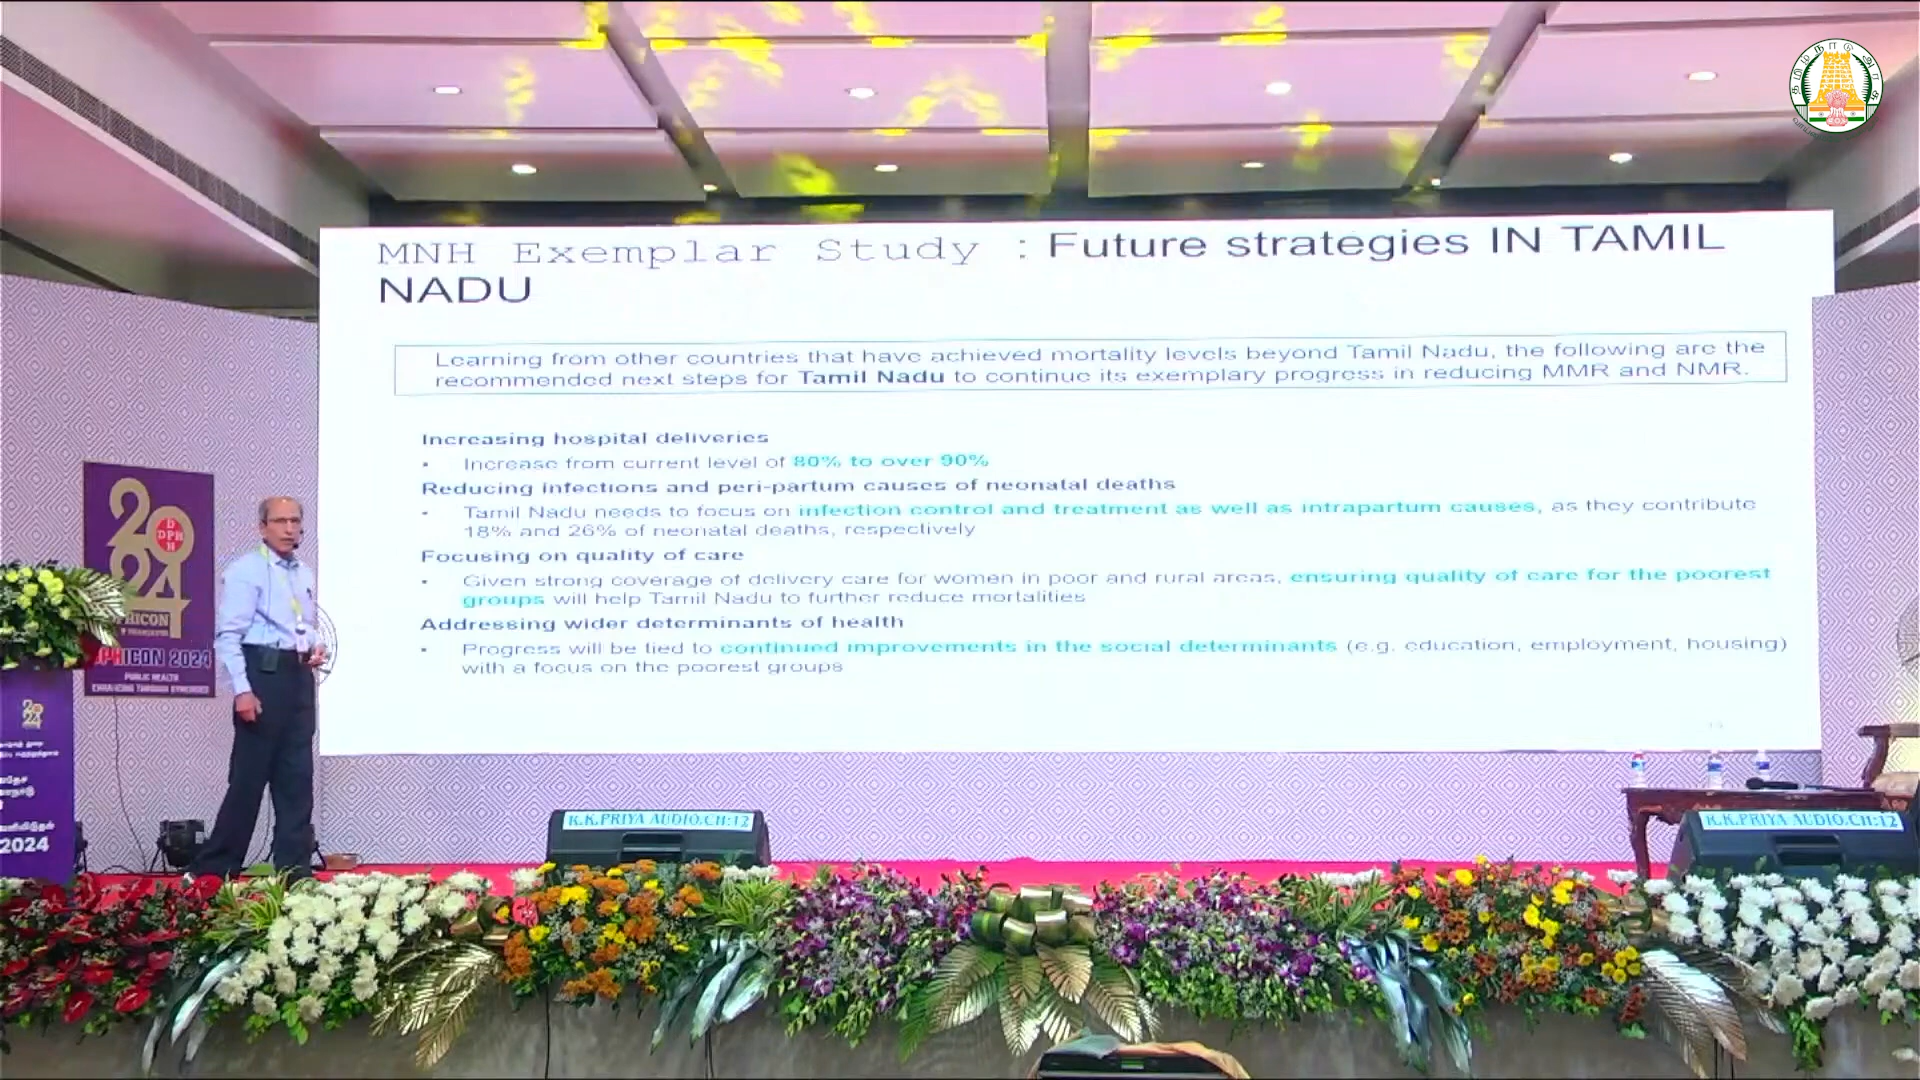 MNH Exemplar Study : Future strategies IN TAMIL
NADU
Learning from other countries that have achieved mortality levels beyond Tamil Nadu, the following are the
recommended next steps for Tamil Nadu to continue its exemplary progress in reducing MMR and NMR.
Increasing hospital deliveries
• Increase from current level of 80% to over 90%
Reducing infections and peri-partum causes of neonatal deaths
• Tamil Nadu needs to focus on infection control and treatment as well as intrapartum causes, as they contribute
18% and 26% of neonatal deaths, respectively
Focusing on quality of care
• Given strong coverage of delivery care for women in poor and rural areas, ensuring quality of care for the poorest
groups will help Tamil Nadu to further reduce mortalities
Addressing wider determinants of health
• Progress will be tied to continued improvements in the social determinants (e.g. education, employment, housing)
with a focus on the poorest groups
2024
DPH
PHICON
DPHICON 2024
PUBLIC HEALTH
2024
2024
K.K.PRIYA AUDIO.CH:12
K.K.PRIYA AUDIO.CH:12